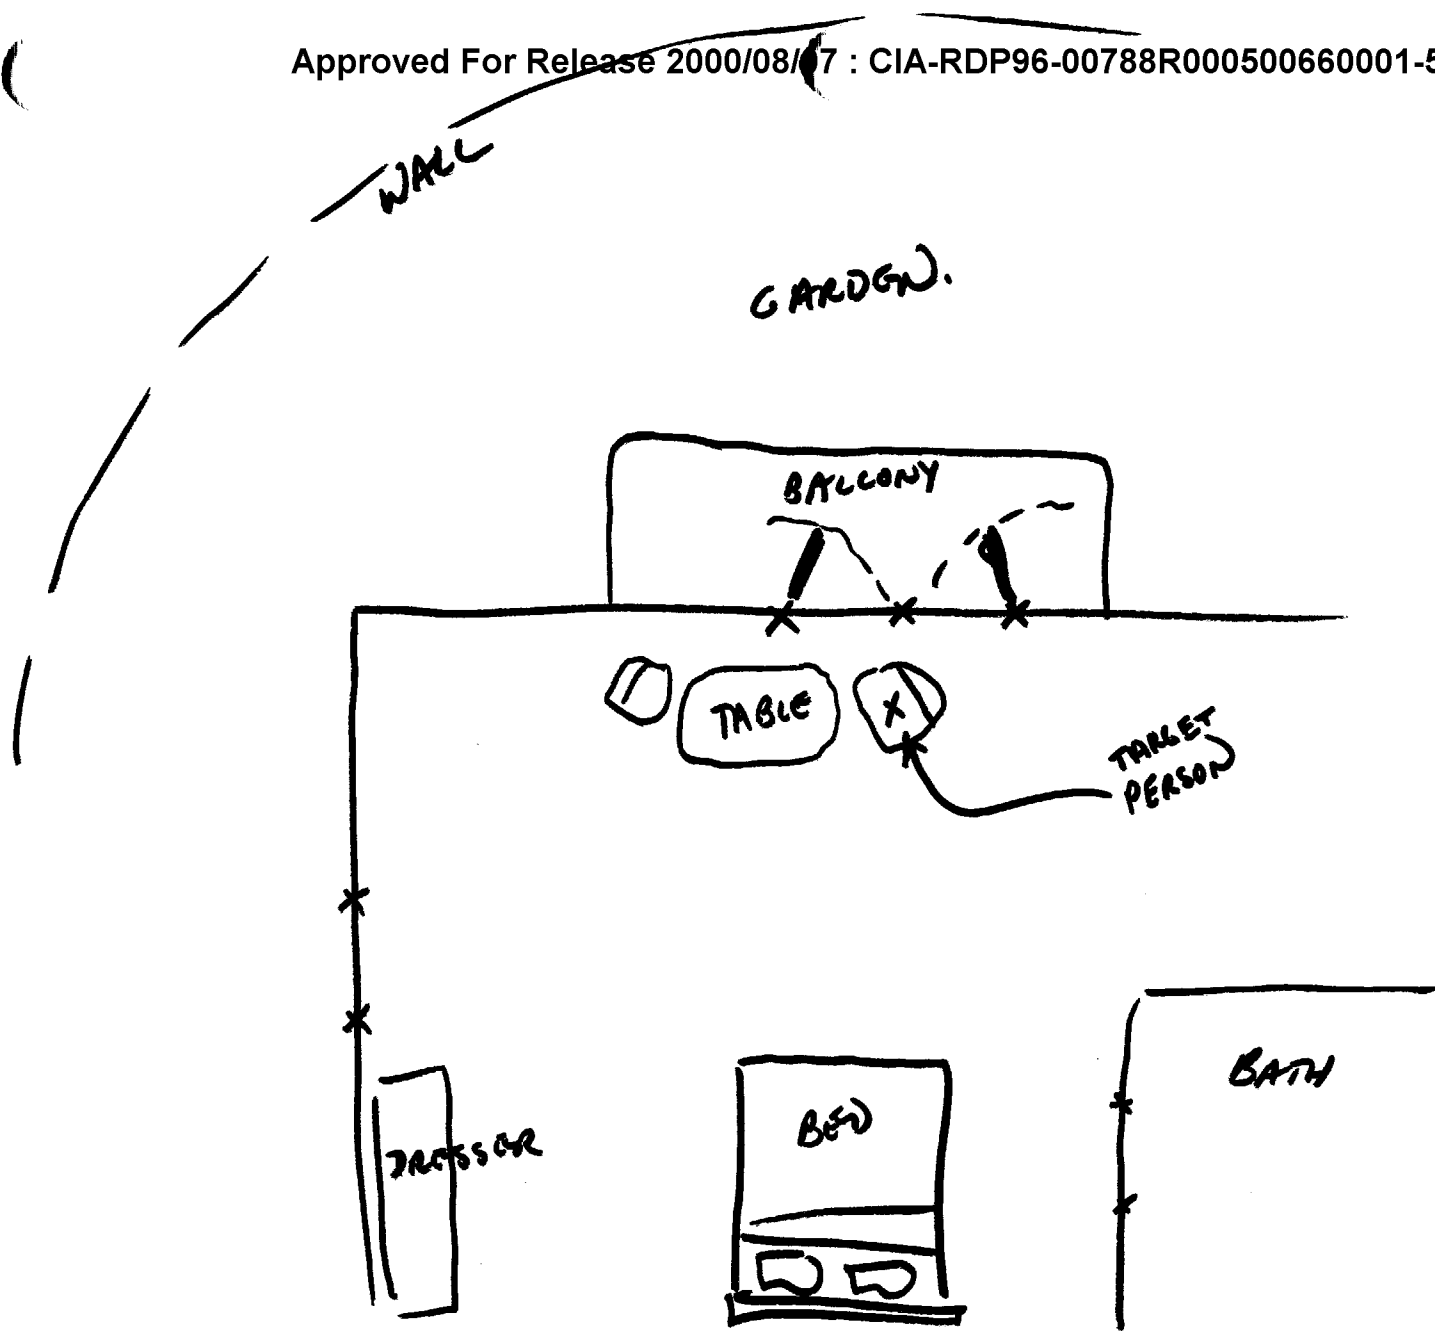 Approved For Release 2000/08/07 : CIA-RDP96-00788R000500660001-5
WALL
GARDEN.
BALCONY
TABLE
TARGET
PERSON
BATH
BED
DRESSER